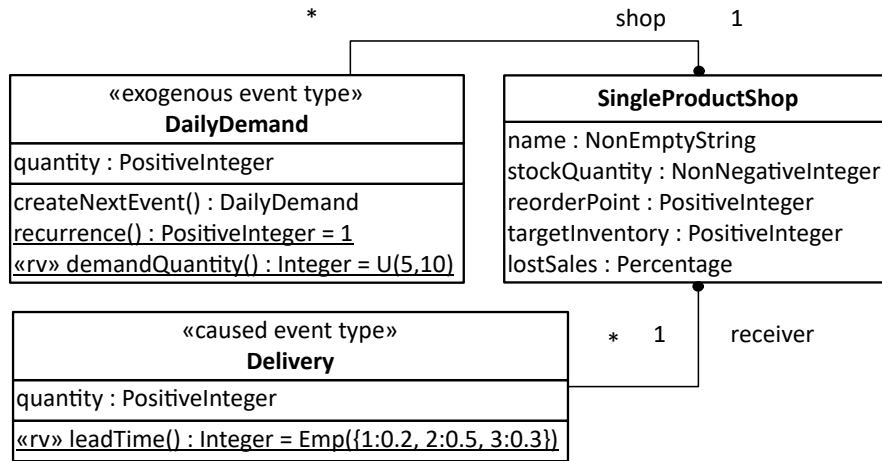 * shop 1
«exogenous event type»
DailyDemand
quantity : PositiveInteger
createNextEvent() : DailyDemand
recurrence() : PositiveInteger = 1
«rv» demandQuantity() : Integer = U(5,10)
SingleProductShop
name : NonEmptyString
stockQuantity : NonNegativeInteger
reorderPoint : PositiveInteger
targetInventory : PositiveInteger
lostSales : Percentage
* 1 receiver
«caused event type»
Delivery
quantity : PositiveInteger
«rv» leadTime() : Integer = Emp({1:0.2, 2:0.5, 3:0.3})